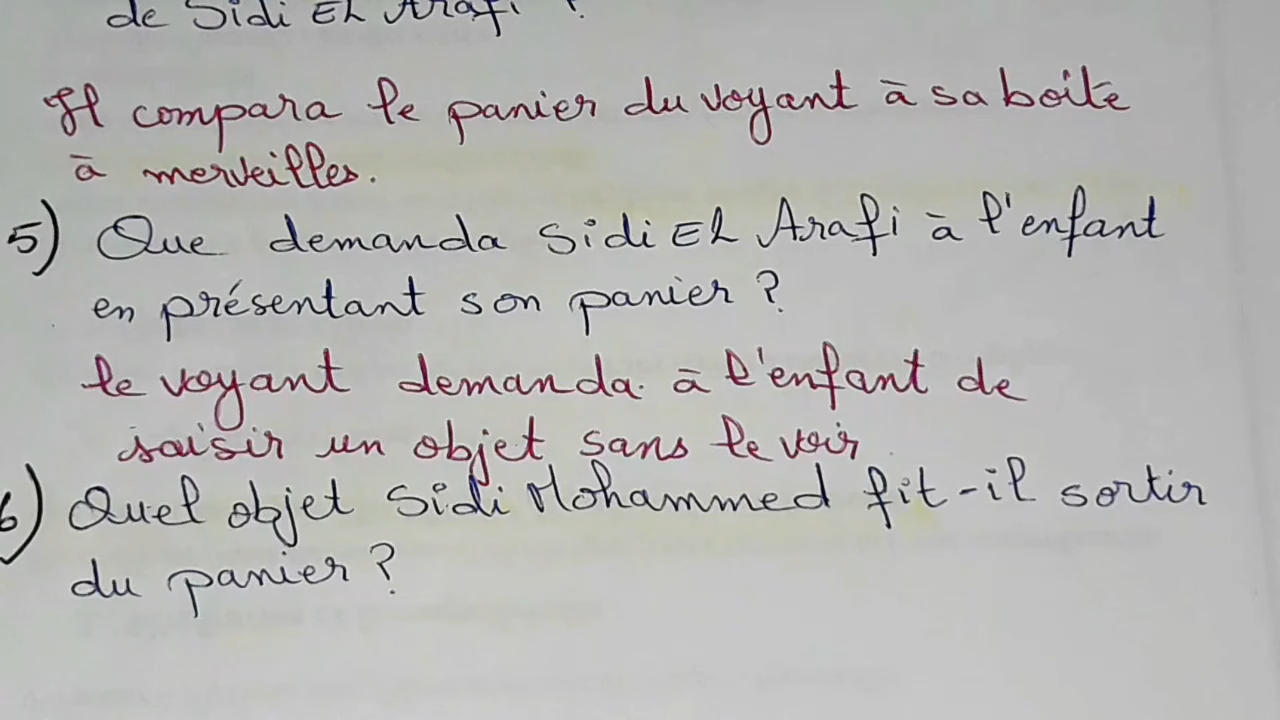 de Sidi El Arafi ?
Il compara le panier du voyant à sa boite
à merveilles.
5) Que demanda Sidi El Arafi à l'enfant
en présentant son panier ?
le voyant demanda à l'enfant de
saisir un objet sans le voir
6) Quel objet Sidi Mohammed fit-il sortir
du panier ?